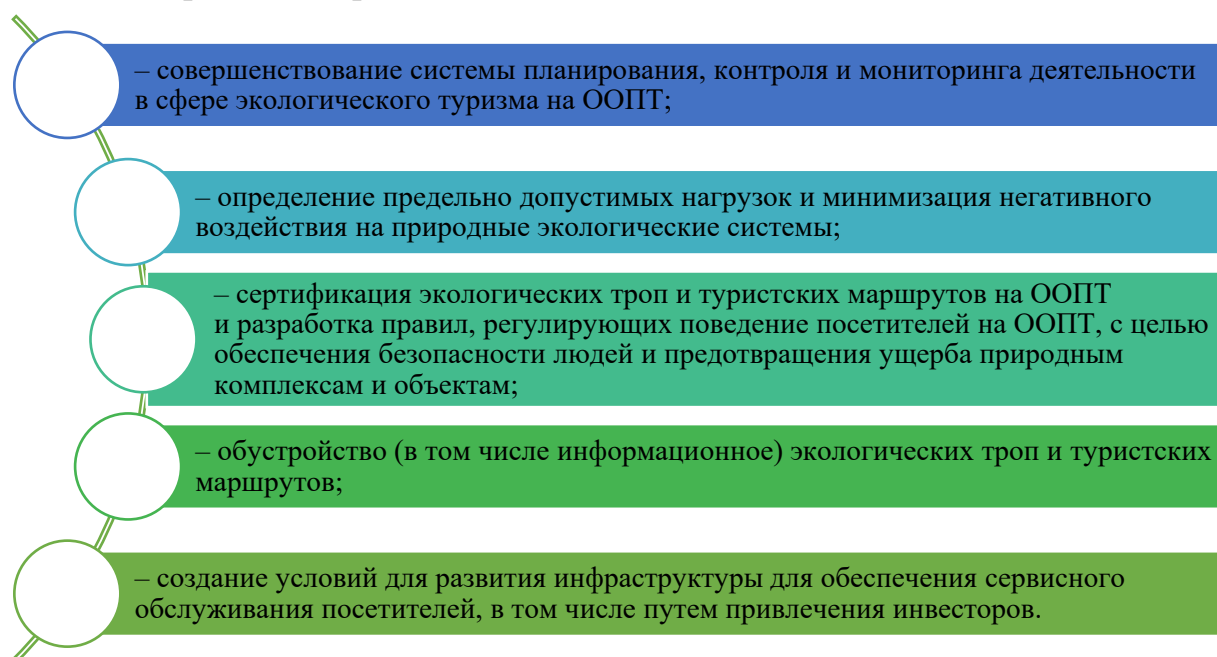 – совершенствование системы планирования, контроля и мониторинга деятельности
в сфере экологического туризма на ООПТ;
– определение предельно допустимых нагрузок и минимизация негативного
воздействия на природные экологические системы;
– сертификация экологических троп и туристских маршрутов на ООПТ
и разработка правил, регулирующих поведение посетителей на ООПТ, с целью
обеспечения безопасности людей и предотвращения ущерба природным
комплексам и объектам;
– обустройство (в том числе информационное) экологических троп и туристских
маршрутов;
– создание условий для развития инфраструктуры для обеспечения сервисного
обслуживания посетителей, в том числе путем привлечения инвесторов.